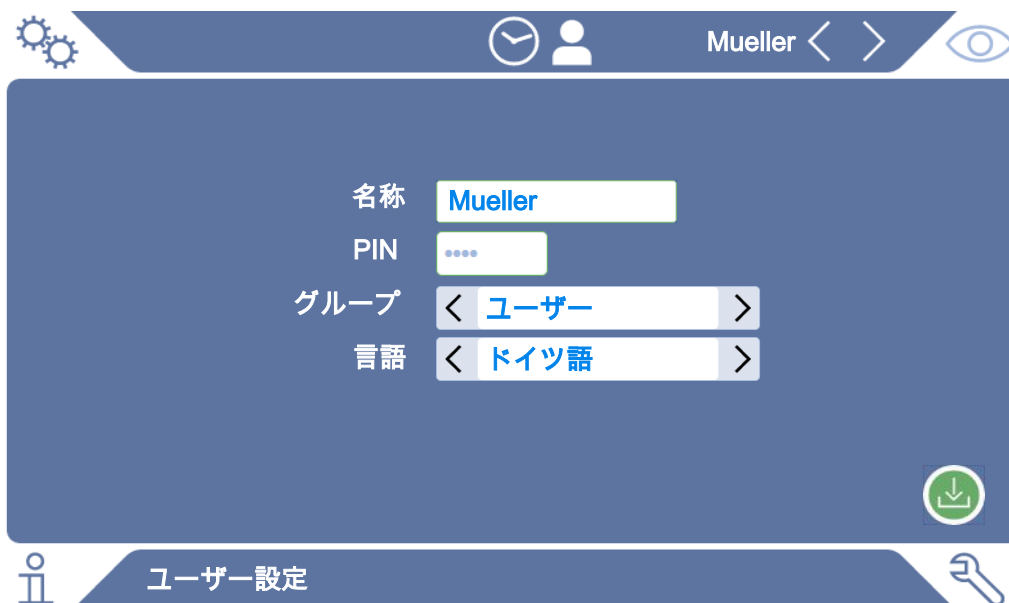 Mueller
名称 Mueller
PIN ••••
グループ ユーザー
言語 ドイツ語
ユーザー設定